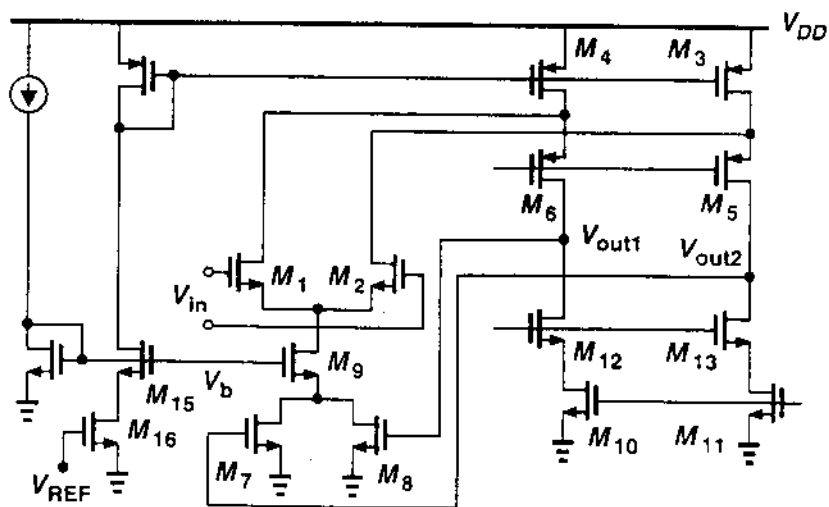 V_DD
M_4
M_3
M_6
M_5
V_out1
V_out2
M_1
M_2
V_in
M_9
M_12
M_13
M_15
V_b
M_16
M_10
M_11
M_7
M_8
V_REF